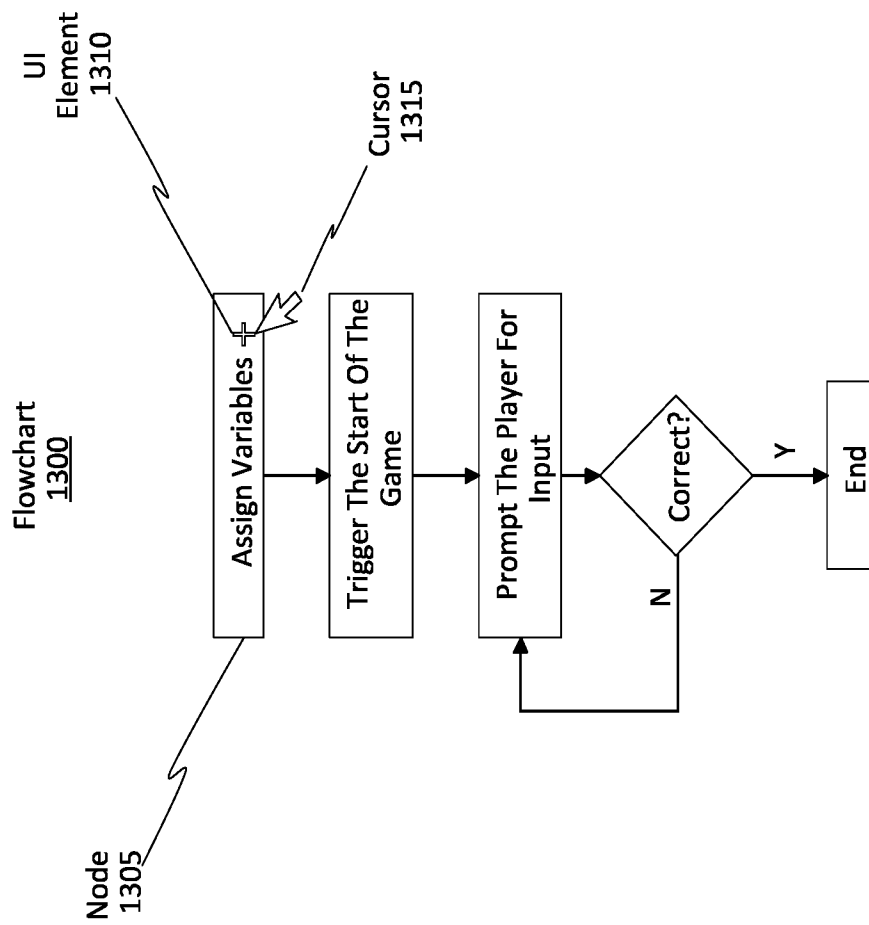 Flowchart
1300
UI
Element
1310
Cursor
1315
Node
1305
Assign Variables
Trigger The Start Of The
Game
Prompt The Player For
Input
Correct?
N
Y
End